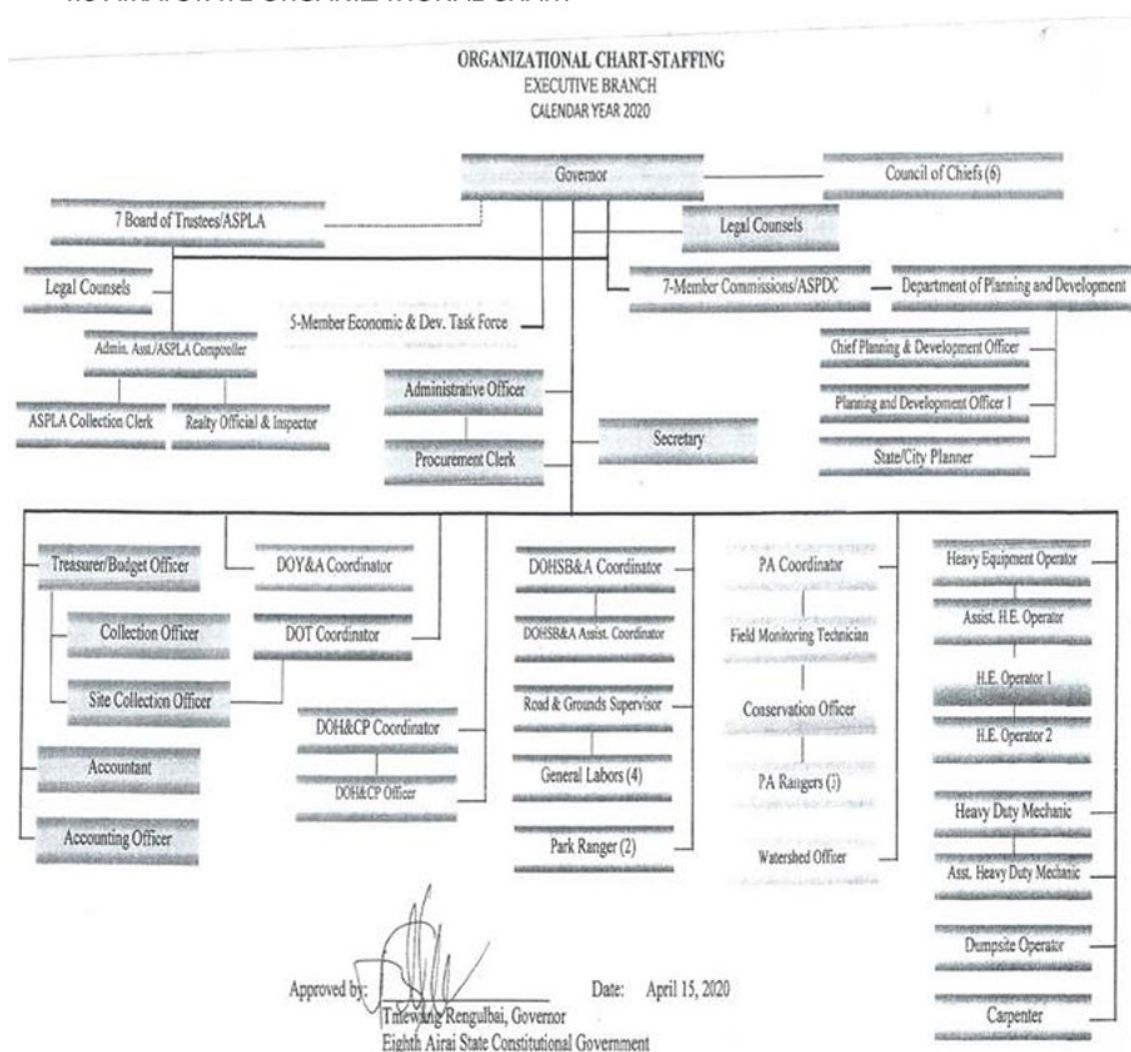 ORGANIZATIONAL CHART-STAFFING
EXECUTIVE BRANCH
CALENDAR YEAR 2020
Governor
Council of Chiefs (6)
7 Board of Trustees/ASPLA
Legal Counsels
Legal Counsels
7-Member Commissions/ASPDC
Department of Planning and Development
5-Member Economic & Dev. Task Force
Admin. Asst./ASPLA Comptroller
Chief Planning & Development Officer
Administrative Officer
Planning and Development Officer I
ASPLA Collection Clerk
Realty Official & Inspector
Secretary
Procurement Clerk
State/City Planner
Treasurer/Budget Officer
Collection Officer
Site Collection Officer
Accountant
Accounting Officer
DOY&A Coordinator
DOT Coordinator
DOH&CP Coordinator
DOH&CP Officer
DOHSB&A Coordinator
DOHSB&A Assist. Coordinator
Road & Grounds Supervisor
General Labors (4)
Park Ranger (2)
PA Coordinator
Field Monitoring Technician
Conservation Officer
PA Rangers
Watershed Officer
Heavy Equipment Operator
Assist. H.E. Operator
H.E. Operator 1
H.E. Operator 2
Heavy Duty Mechanic
Asst. Heavy Duty Mechanic
Dumpsite Operator
Carpenter
Approved by:
Date: April 15, 2020
Tmewang Rengulbai, Governor
Eighth Airai State Constitutional Government